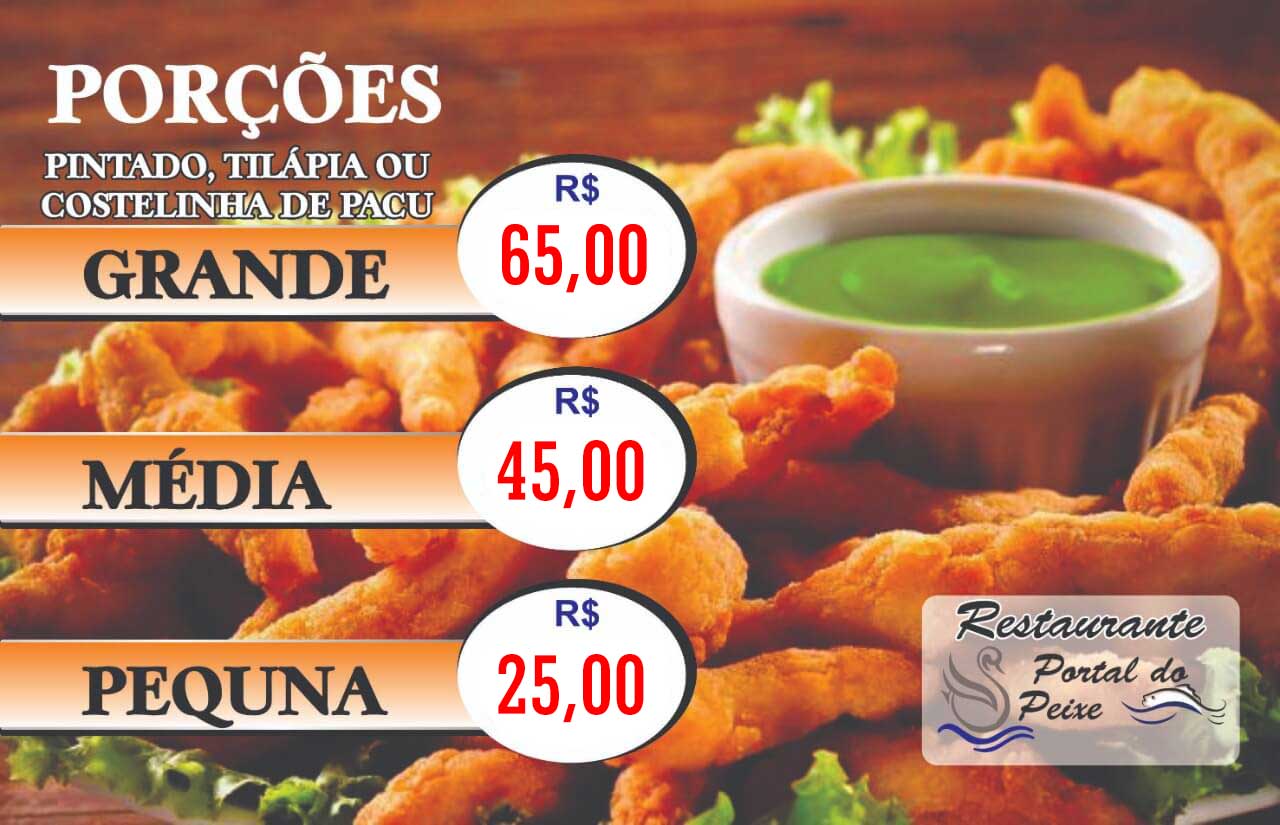 PORÇÕES
PINTADO, TILÁPIA OU
COSTELINHA DE PACU
GRANDE
R$
65,00
MÉDIA
R$
45,00
PEQUNA
R$
25,00
Restaurante
Portal do
Peixe